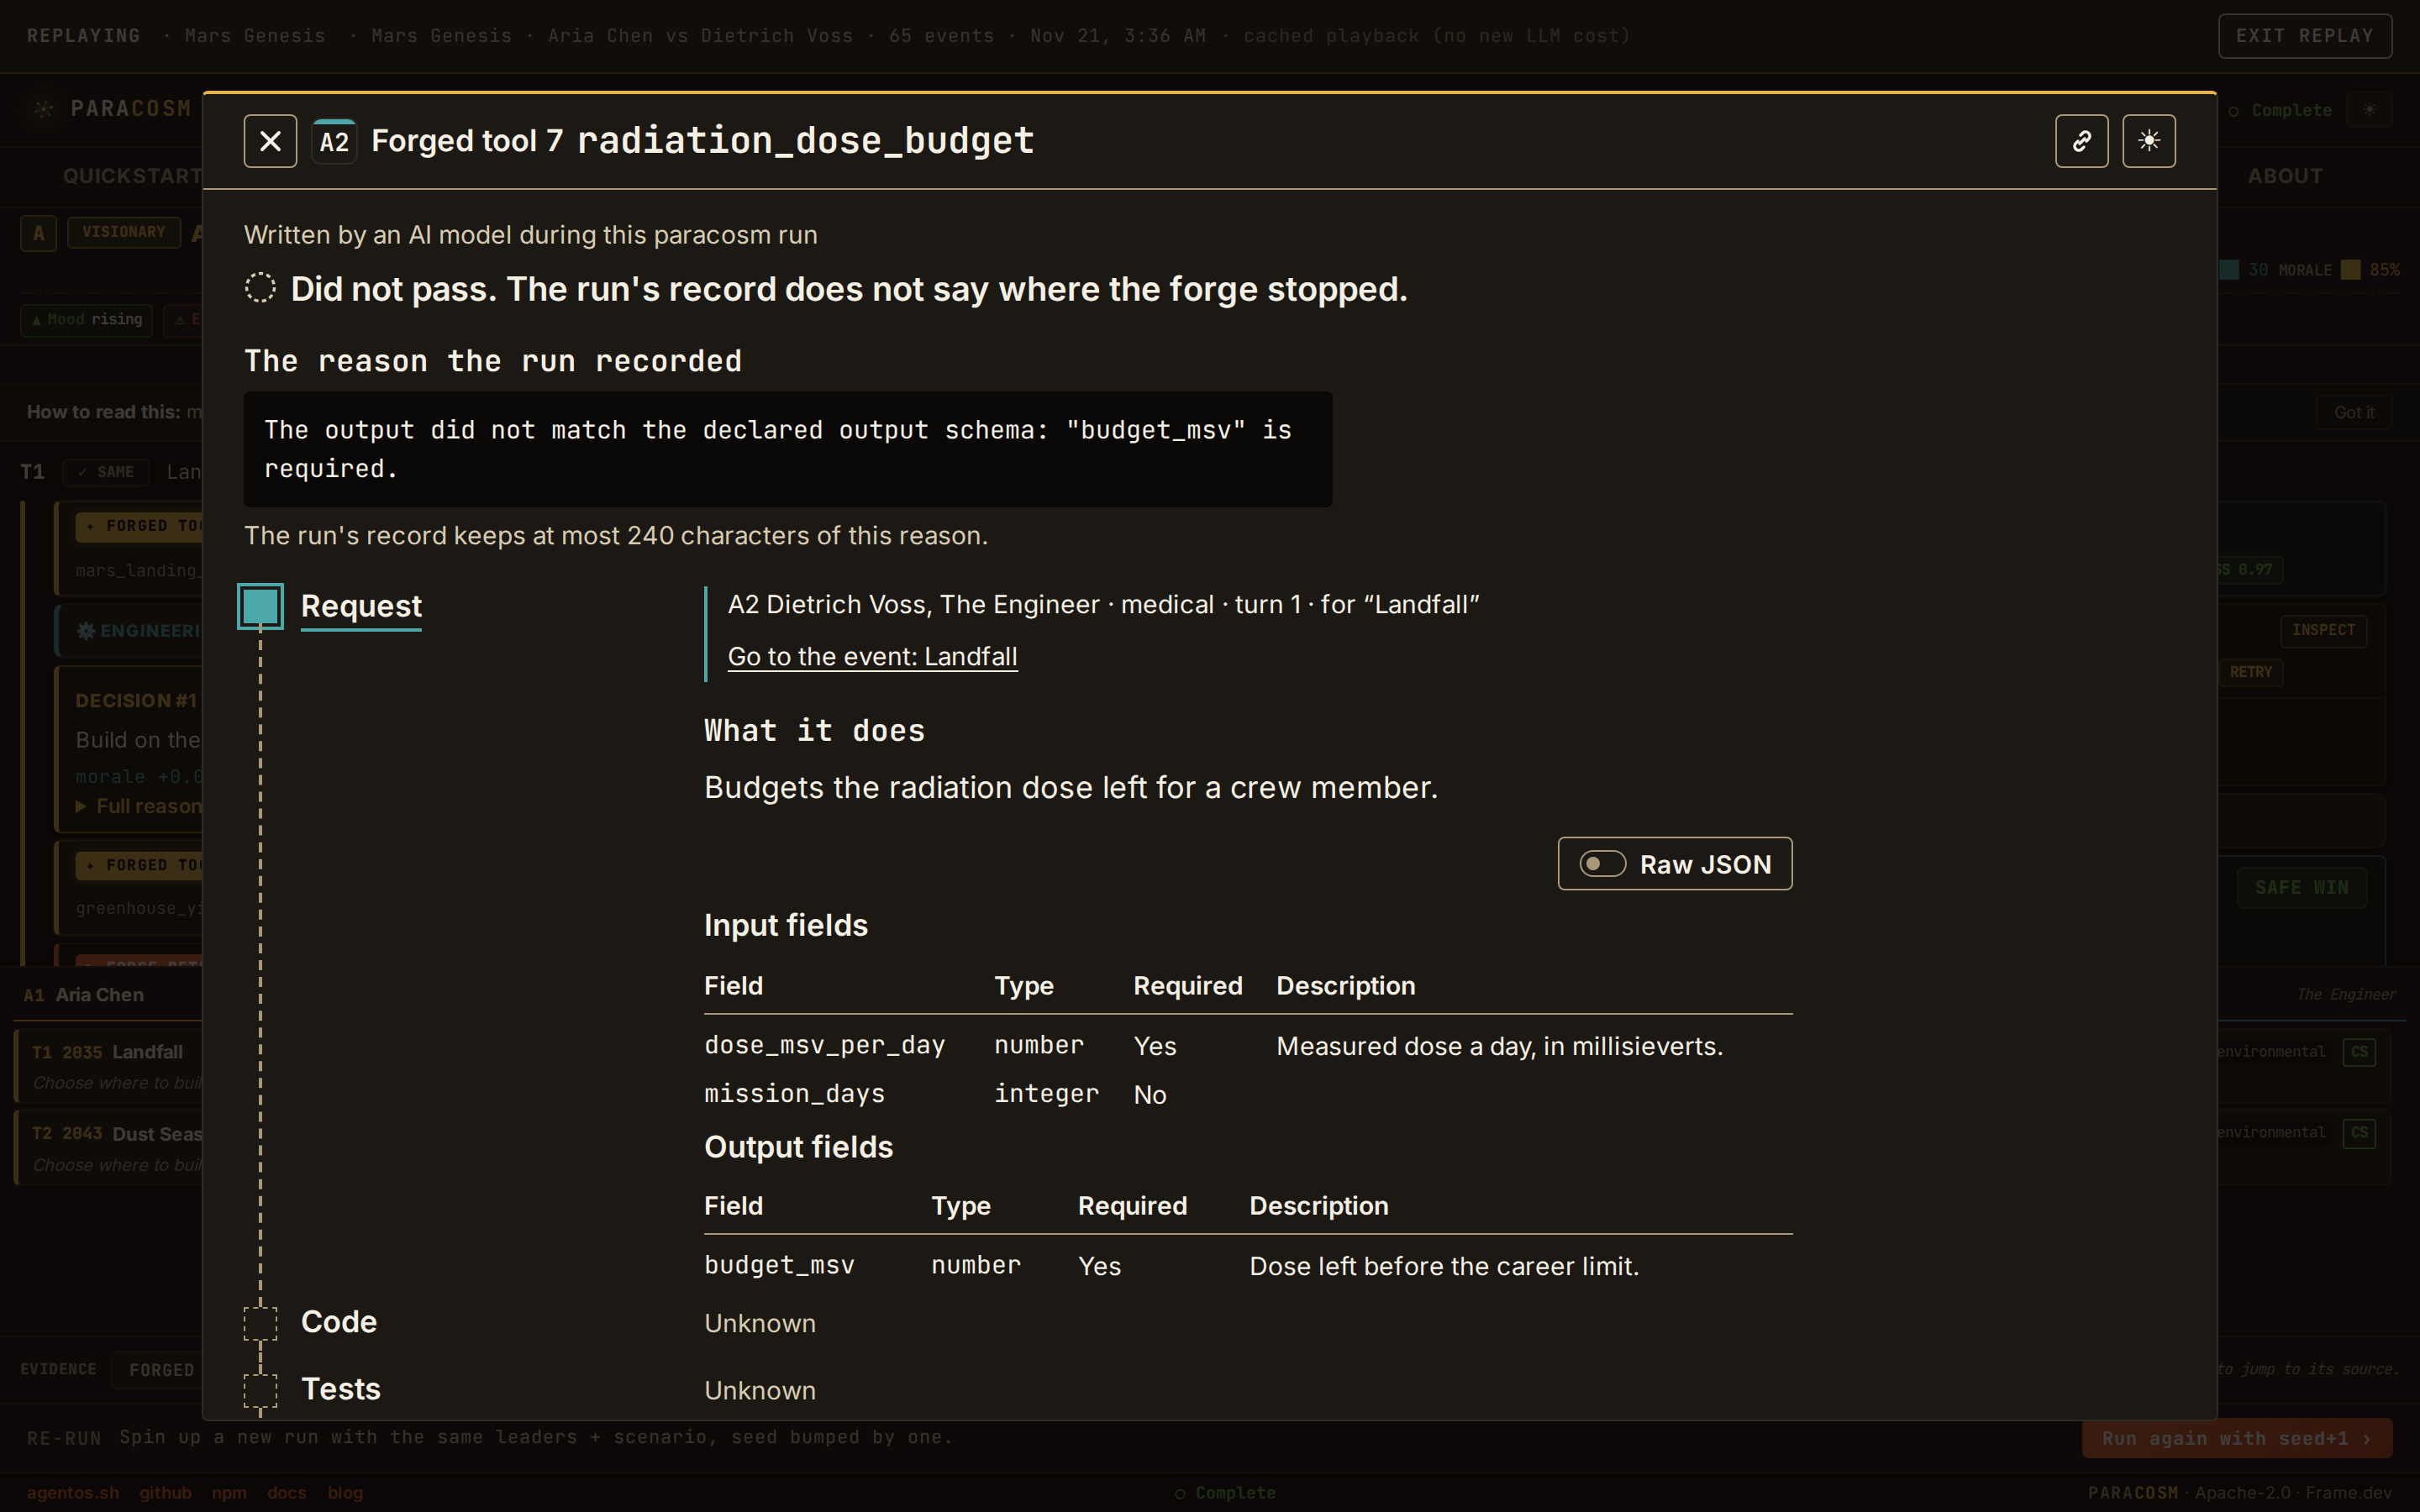 REPLAYING · Mars Genesis · Mars Genesis · Aria Chen vs Dietrich Voss · 65 events · Nov 21, 3:36 AM · cached playback (no new LLM cost)
EXIT REPLAY
PARACOSM
Complete
QUICKSTART
ABOUT
A VISIONARY A
30 MORALE 85%
▲ Mood rising
How to read this: m
Got it
T1 ✓ SAME Lan
FORGED TOO
mars_landing_
SS 0.97
ENGINEERI
INSPECT
RETRY
DECISION #1
Build on the
morale +0.0
▶ Full reason
FORGED TOO
greenhouse_yi
SAFE WIN
A1 Aria Chen
The Engineer
T1 2035 Landfall
Choose where to buil
environmental CS
T2 2043 Dust Seas
Choose where to buil
environmental CS
EVIDENCE FORGED
to jump to its source.
RE-RUN Spin up a new run with the same leaders + scenario, seed bumped by one.
Run again with seed+1 ›
agentos.sh github npm docs blog
Complete
PARACOSM · Apache-2.0 · Frame.dev
A2 Forged tool 7 radiation_dose_budget
Written by an AI model during this paracosm run
Did not pass. The run's record does not say where the forge stopped.
The reason the run recorded
The output did not match the declared output schema: "budget_msv" is
required.
The run's record keeps at most 240 characters of this reason.
Request
A2 Dietrich Voss, The Engineer · medical · turn 1 · for “Landfall”
Go to the event: Landfall
What it does
Budgets the radiation dose left for a crew member.
Raw JSON
Input fields
Field Type Required Description
dose_msv_per_day number Yes Measured dose a day, in millisieverts.
mission_days integer No
Output fields
Field Type Required Description
budget_msv number Yes Dose left before the career limit.
Code Unknown
Tests Unknown